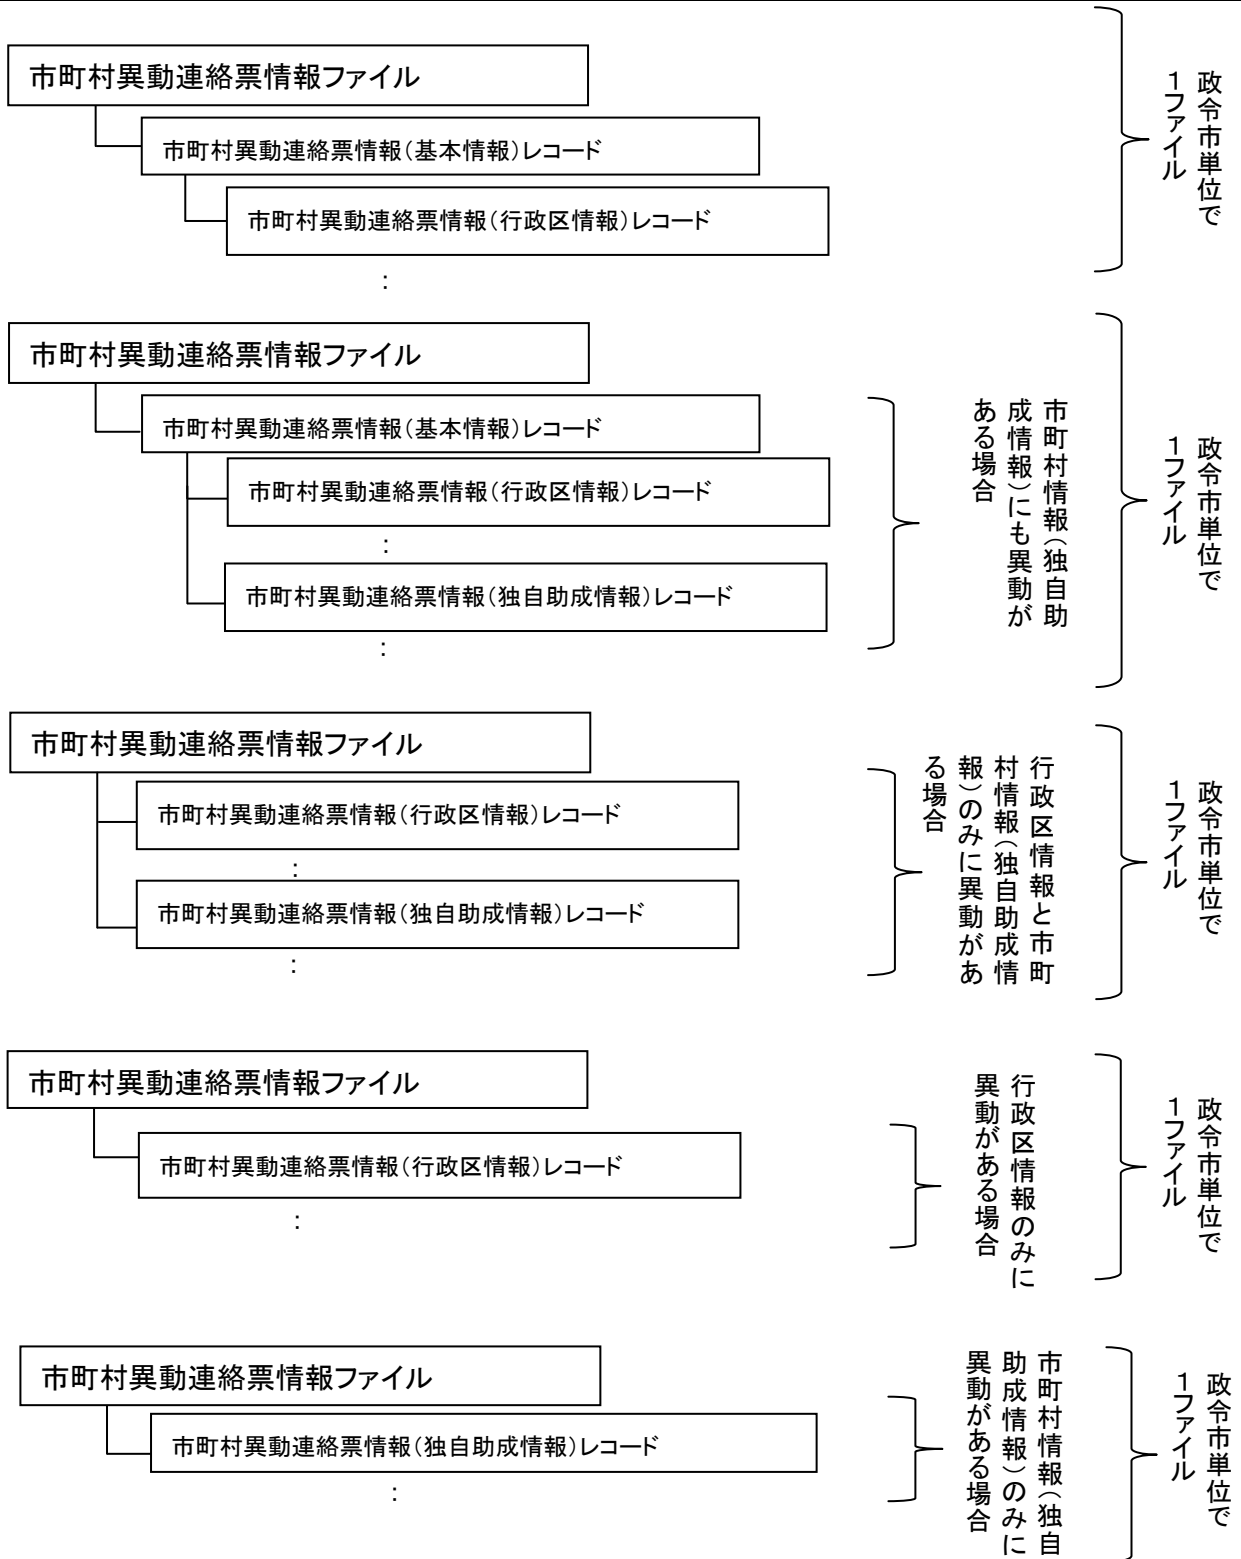 市町村異動連絡票情報ファイル
市町村異動連絡票情報(基本情報)レコード
市町村異動連絡票情報(行政区情報)レコード
:
政令市単位で
1ファイル
市町村異動連絡票情報ファイル
市町村異動連絡票情報(基本情報)レコード
市町村異動連絡票情報(行政区情報)レコード
:
市町村異動連絡票情報(独自助成情報)レコード
:
市町村情報(独自助
成情報)にも異動が
ある場合
政令市単位で
1ファイル
市町村異動連絡票情報ファイル
市町村異動連絡票情報(行政区情報)レコード
:
市町村異動連絡票情報(独自助成情報)レコード
:
行政区情報と市町
村情報(独自助成情
報)のみに異動があ
る場合
政令市単位で
1ファイル
市町村異動連絡票情報ファイル
市町村異動連絡票情報(行政区情報)レコード
:
行政区情報のみに
異動がある場合
政令市単位で
1ファイル
市町村異動連絡票情報ファイル
市町村異動連絡票情報(独自助成情報)レコード
:
市町村情報(独自
助成情報)のみに
異動がある場合
政令市単位で
1ファイル